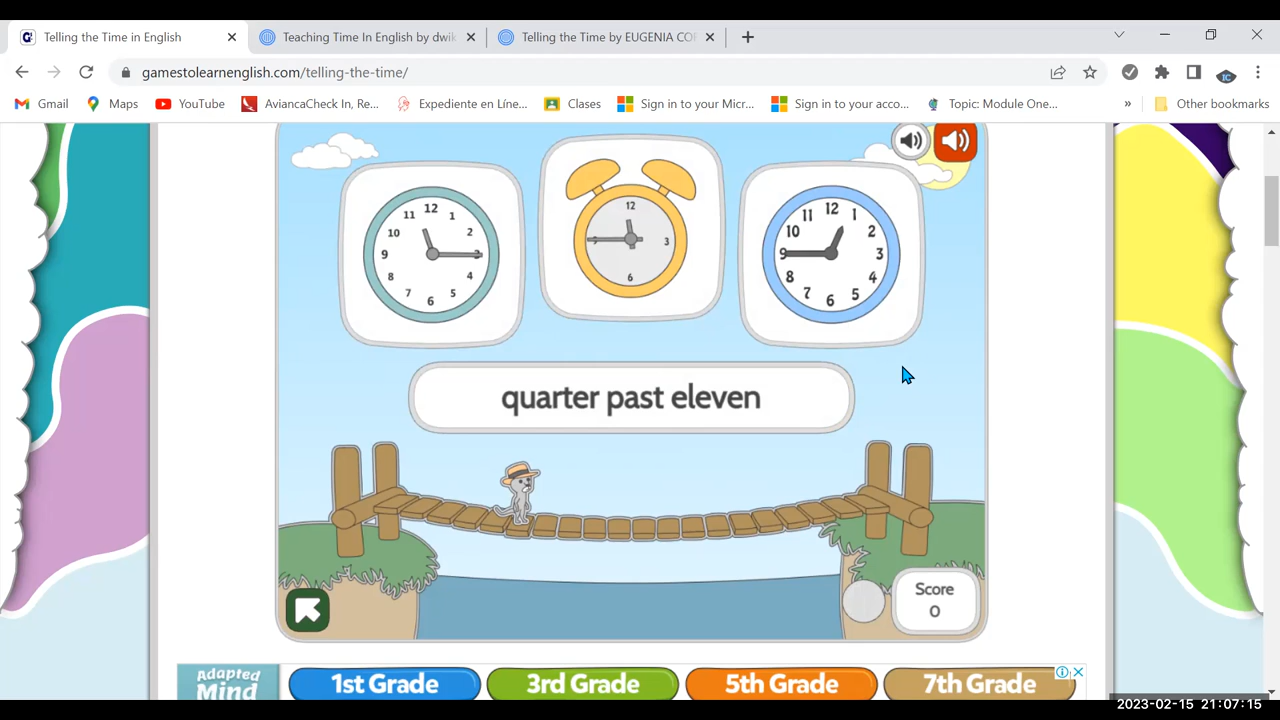 Telling the Time in English
Teaching Time In English by dwik
Telling the Time by EUGENIA COR
gamestolearnenglish.com/telling-the-time/
Gmail
Maps
YouTube
AviancaCheck In, Re...
Expediente en Líne...
Clases
Sign in to your Micr...
Sign in to your acco...
Topic: Module One...
»
Other bookmarks
12 1 2 3 4 5 6 7 8 9 10 11
12 3 6
12 1 2 3 4 5 6 7 8 9 10 11
quarter past eleven
Score
0
Adapted
Mind
1st Grade
3rd Grade
5th Grade
7th Grade
2023-02-15 21:07:15